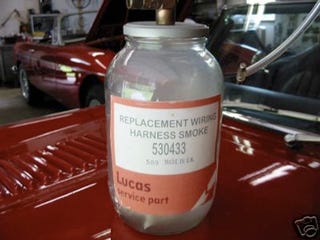 REPLACEMENT WIRING
HARNESS SMOKE
530433
Lucas
service part